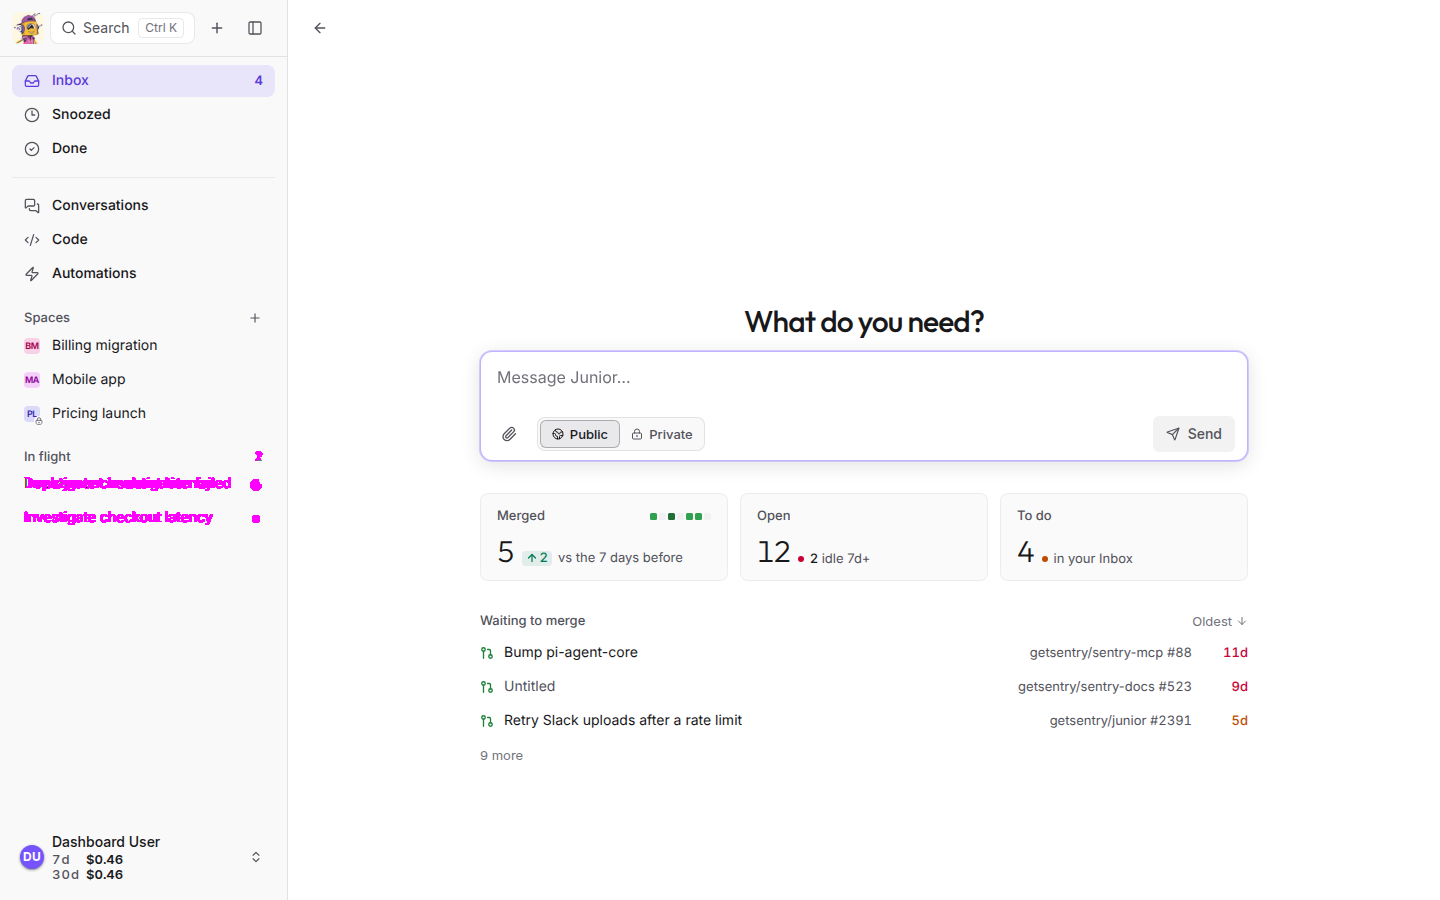 Search Ctrl K
Inbox 4
Snoozed
Done
Conversations
Code
Automations
Spaces
BM Billing migration
MA Mobile app
PL Pricing launch
In flight
Investigate checkout latency
Dashboard User
DU
7d $0.46
30d $0.46
What do you need?
Message Junior...
Public Private Send
Merged
5 2 vs the 7 days before
Open
12 2 idle 7d+
To do
4 in your Inbox
Waiting to merge Oldest
Bump pi-agent-core getsentry/sentry-mcp #88 11d
Untitled getsentry/sentry-docs #523 9d
Retry Slack uploads after a rate limit getsentry/junior #2391 5d
9 more